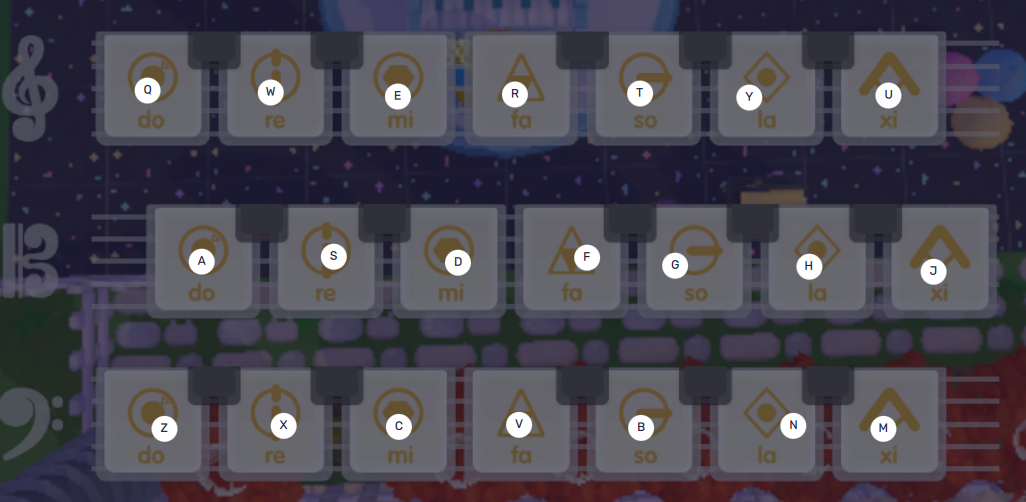 Q W E R T Y U
do re mi fa so la xi
A S D F G H J
do re mi fa so la xi
Z X C V B N M
do re mi fa so la xi